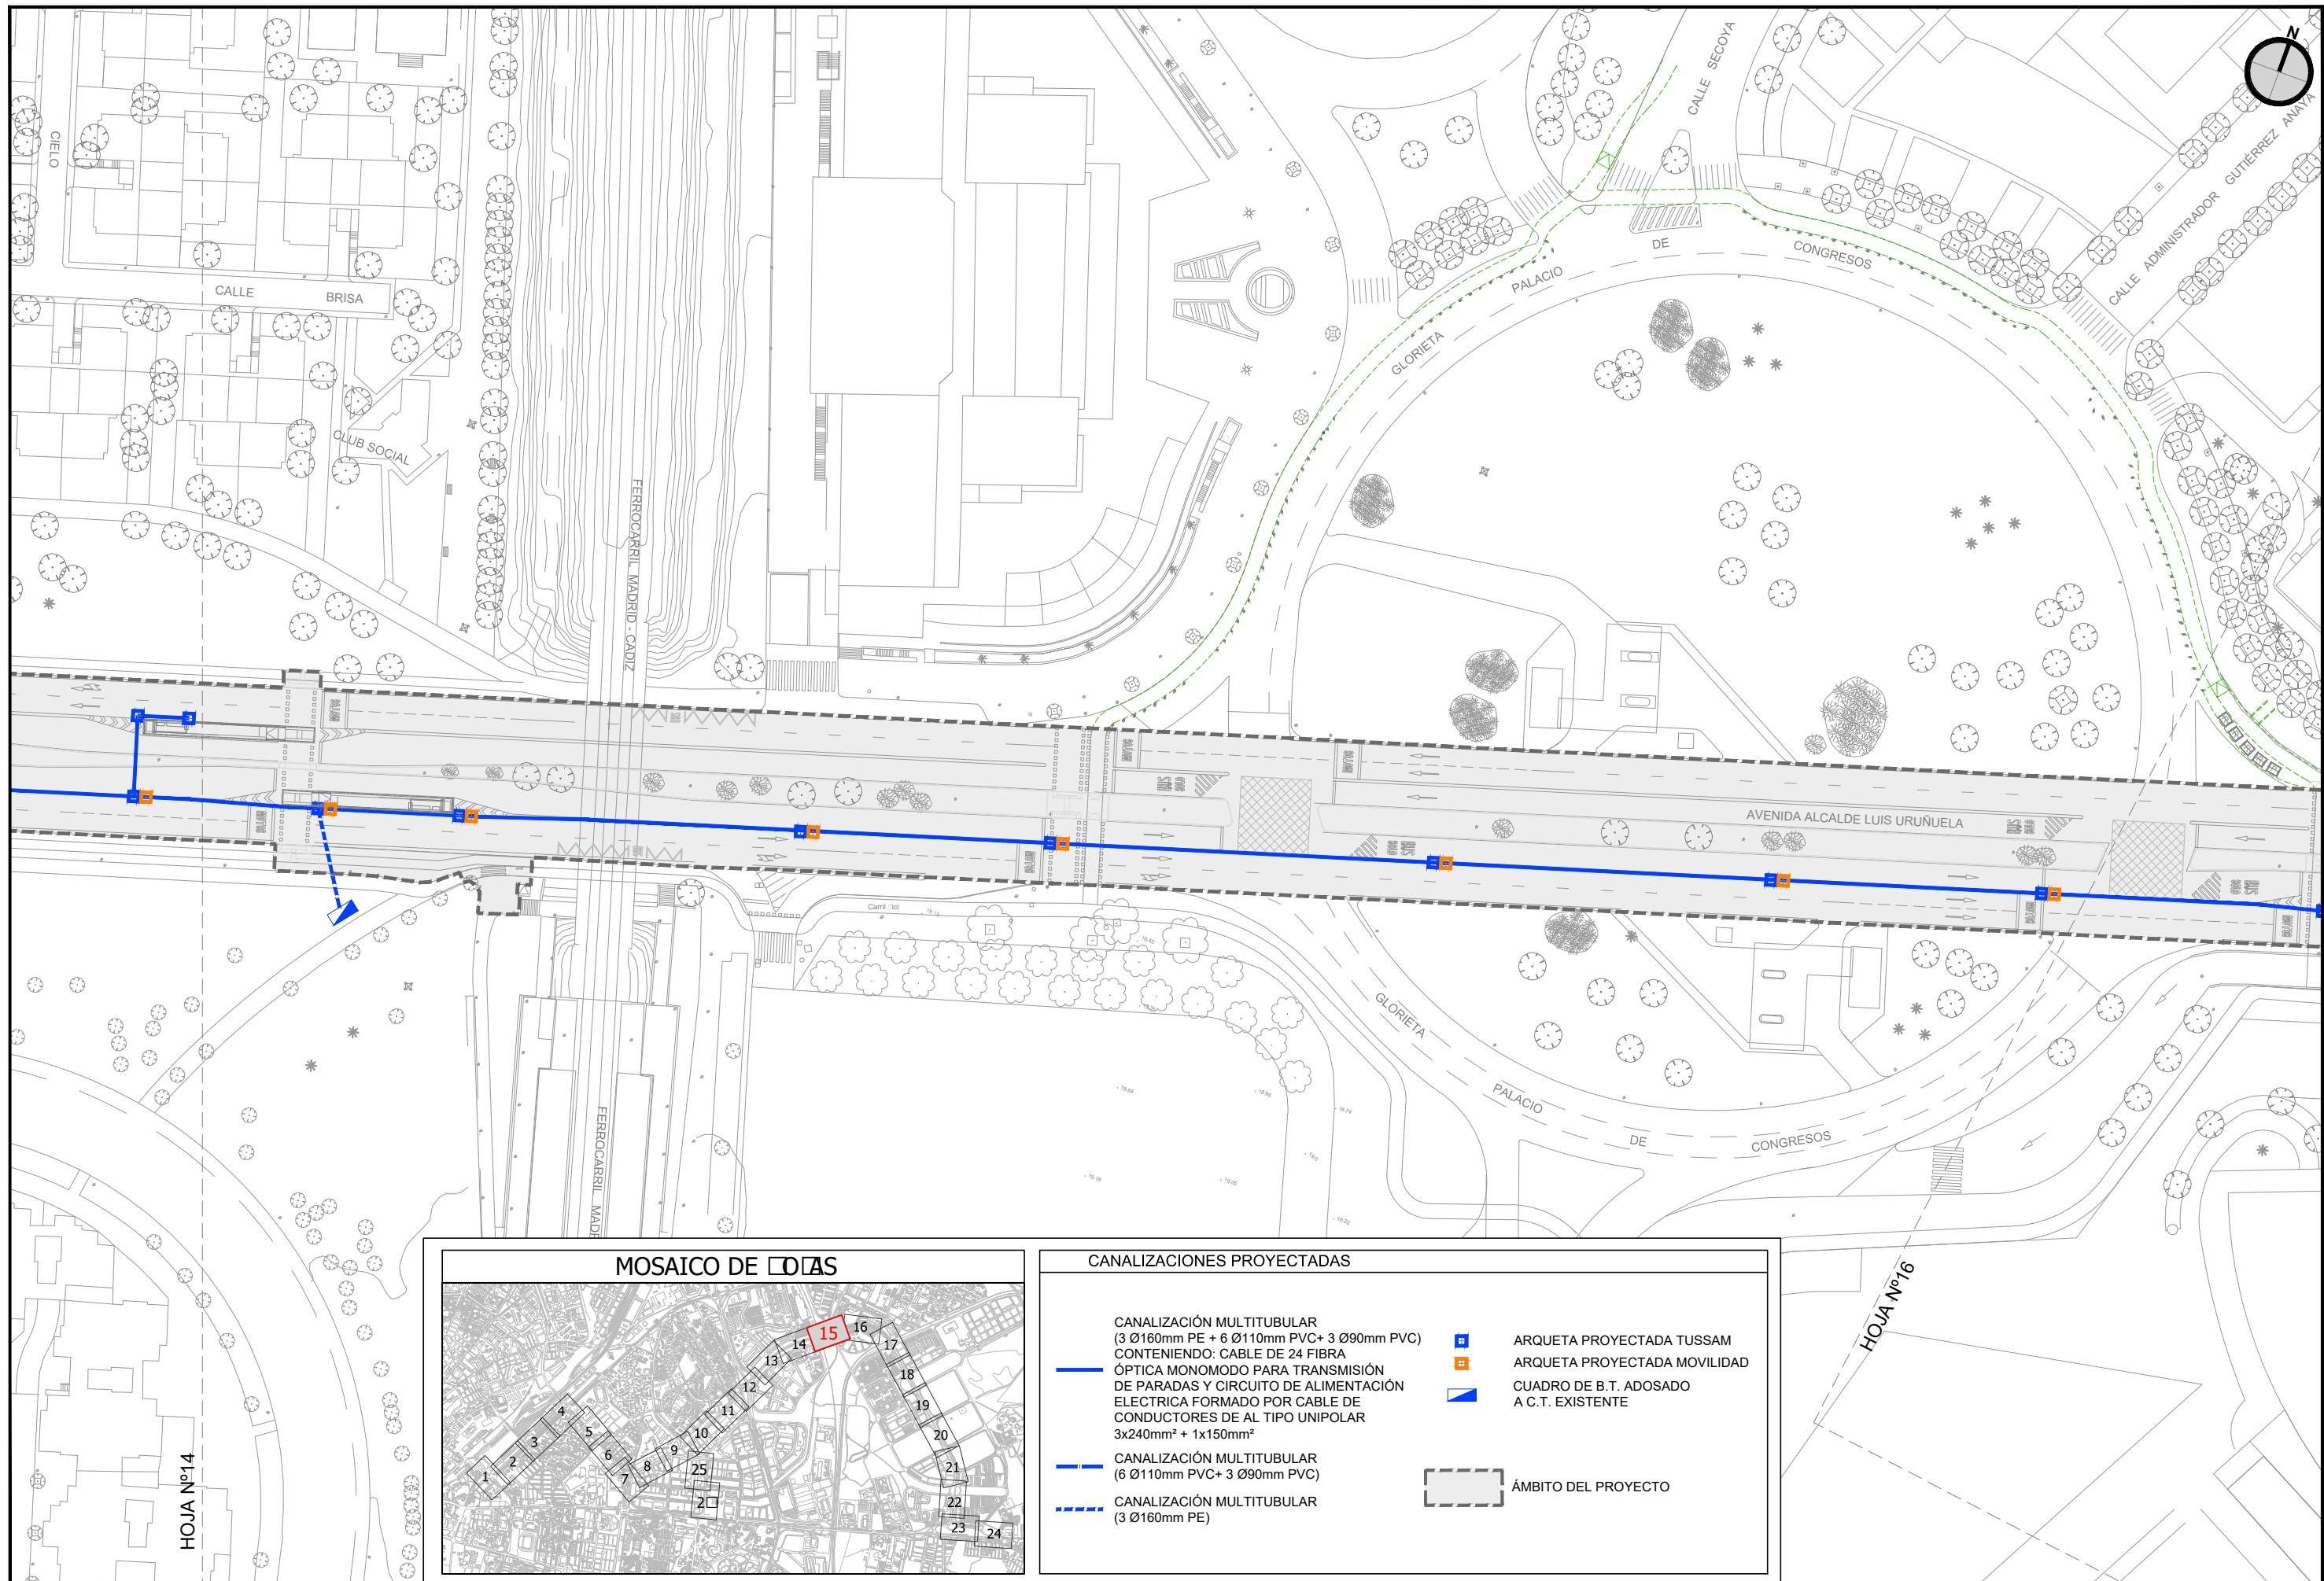 N
CALLE SECOYA
CALLE ADMINISTRADOR GUTIÉRREZ ANAYA
CIELO
CALLE BRISA
CLUB SOCIAL
FERROCARRIL MADRID - CADIZ
GLORIETA
PALACIO
DE
CONGRESOS
AVENIDA ALCALDE LUIS URUÑUELA
Carril
GLORIETA
PALACIO
DE
CONGRESOS
FERROCARRIL
HOJA Nº14
HOJA Nº16
MOSAICO DE □O□AS
1
2
3
4
5
6
7
8
9
10
11
12
13
14
15
16
17
18
19
20
21
22
23
24
25
2□
CANALIZACIONES PROYECTADAS
CANALIZACIÓN MULTITUBULAR
(3 Ø160mm PE + 6 Ø110mm PVC+ 3 Ø90mm PVC)
CONTENIENDO: CABLE DE 24 FIBRA
ÓPTICA MONOMODO PARA TRANSMISIÓN
DE PARADAS Y CIRCUITO DE ALIMENTACIÓN
ELECTRICA FORMADO POR CABLE DE
CONDUCTORES DE AL TIPO UNIPOLAR
3x240mm² + 1x150mm²
CANALIZACIÓN MULTITUBULAR
(6 Ø110mm PVC+ 3 Ø90mm PVC)
CANALIZACIÓN MULTITUBULAR
(3 Ø160mm PE)
ARQUETA PROYECTADA TUSSAM
ARQUETA PROYECTADA MOVILIDAD
CUADRO DE B.T. ADOSADO
A C.T. EXISTENTE
ÁMBITO DEL PROYECTO